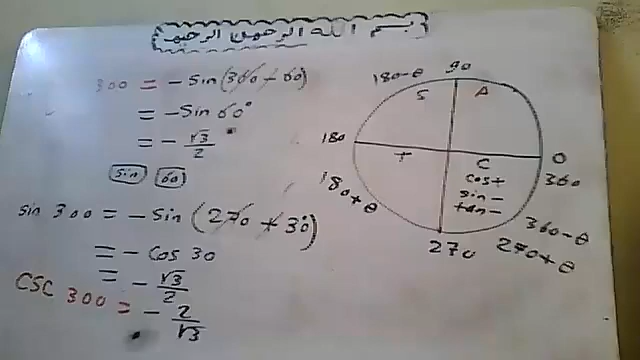 بسم الله الرحمن الرحيم
300 = -Sin(360-60)
= -Sin 60°
= - √3/2
Sin 60
sin 300 = -Sin (270 + 30)
= - Cos 30
= - √3/2
CSC 300 = - 2/√3
90
180-θ
S A
180
0
360
T C
cos+
sin-
tan-
180+θ
360-θ
270+θ
270